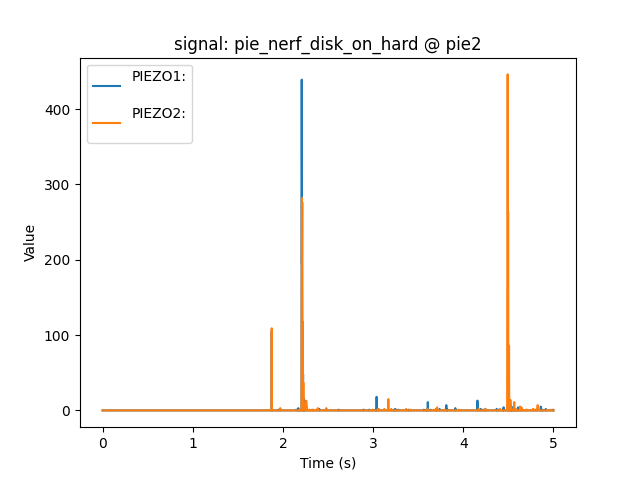 signal: pie_nerf_disk_on_hard @ pie2
PIEZO1:
PIEZO2:
400
300
200
100
0
Value
0 1 2 3 4 5
Time (s)